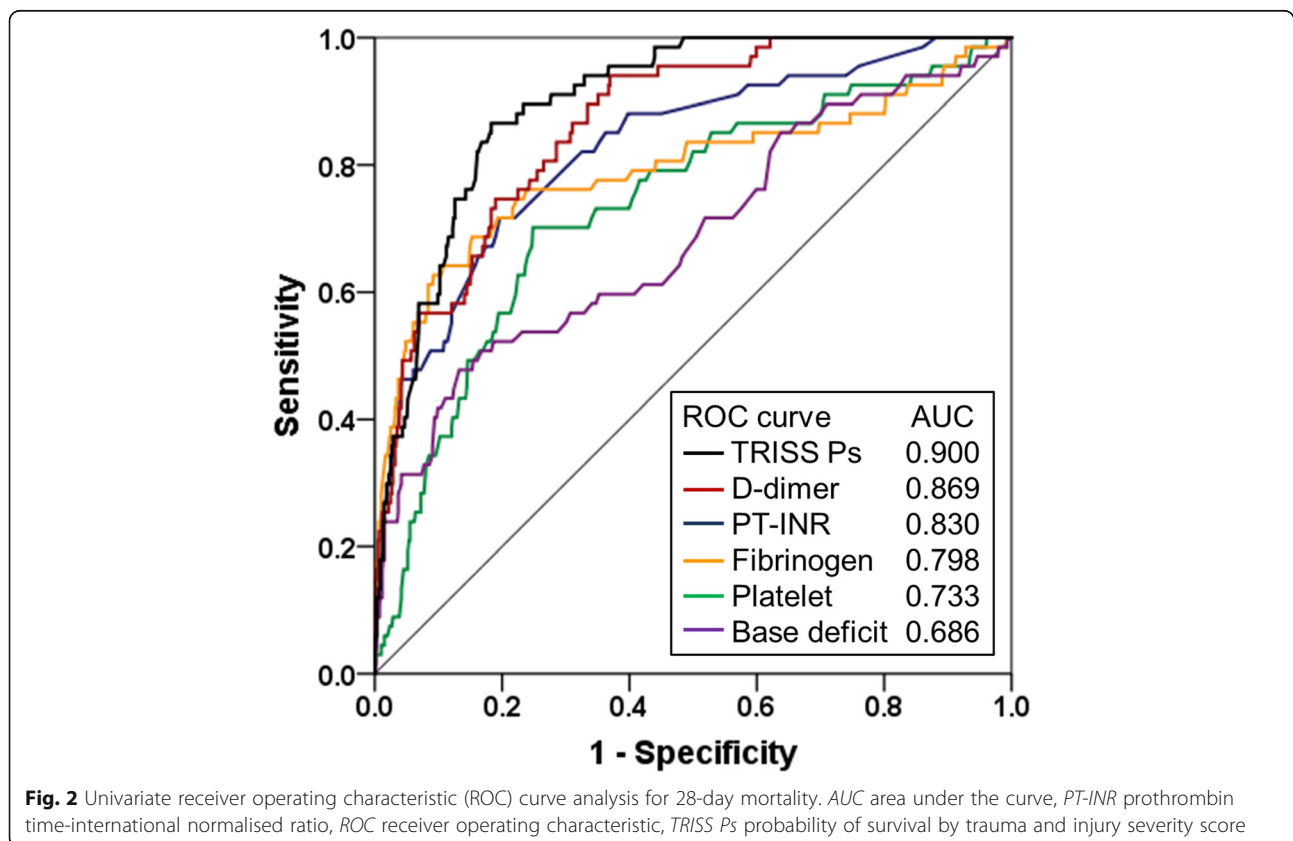 1.0
0.8
0.6
0.4
0.2
0.0
Sensitivity
ROC curve AUC
TRISS Ps 0.900
D-dimer 0.869
PT-INR 0.830
Fibrinogen 0.798
Platelet 0.733
Base deficit 0.686
0.0 0.2 0.4 0.6 0.8 1.0
1 - Specificity
Fig. 2 Univariate receiver operating characteristic (ROC) curve analysis for 28-day mortality. AUC area under the curve, PT-INR prothrombin
time-international normalised ratio, ROC receiver operating characteristic, TRISS Ps probability of survival by trauma and injury severity score